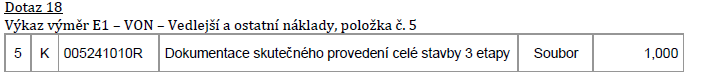 Dotaz 18
Výkaz výměr E1 – VON – Vedlejší a ostatní náklady, položka č. 5
5 K 005241010R Dokumentace skutečného provedení celé stavby 3 etapy Soubor 1,000